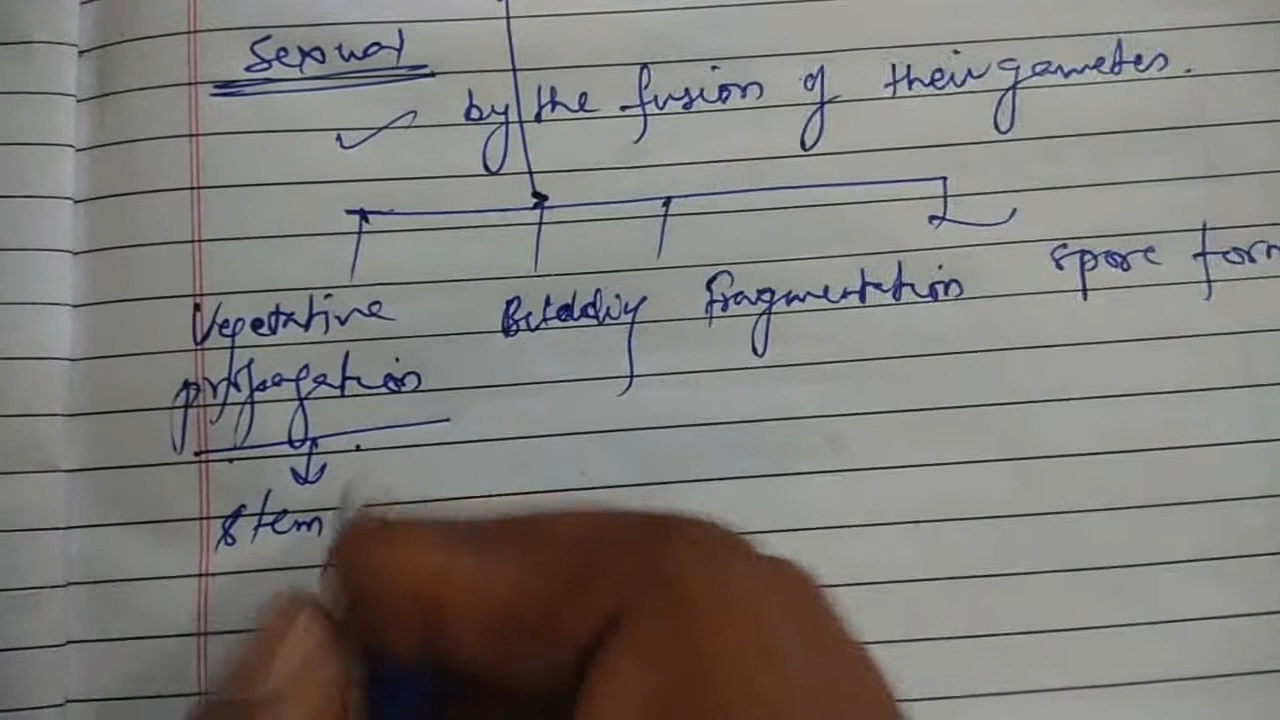 Sexual
by the fusion of their gametes.
Vegetative Budding fragmentation spore form
propagation
stem